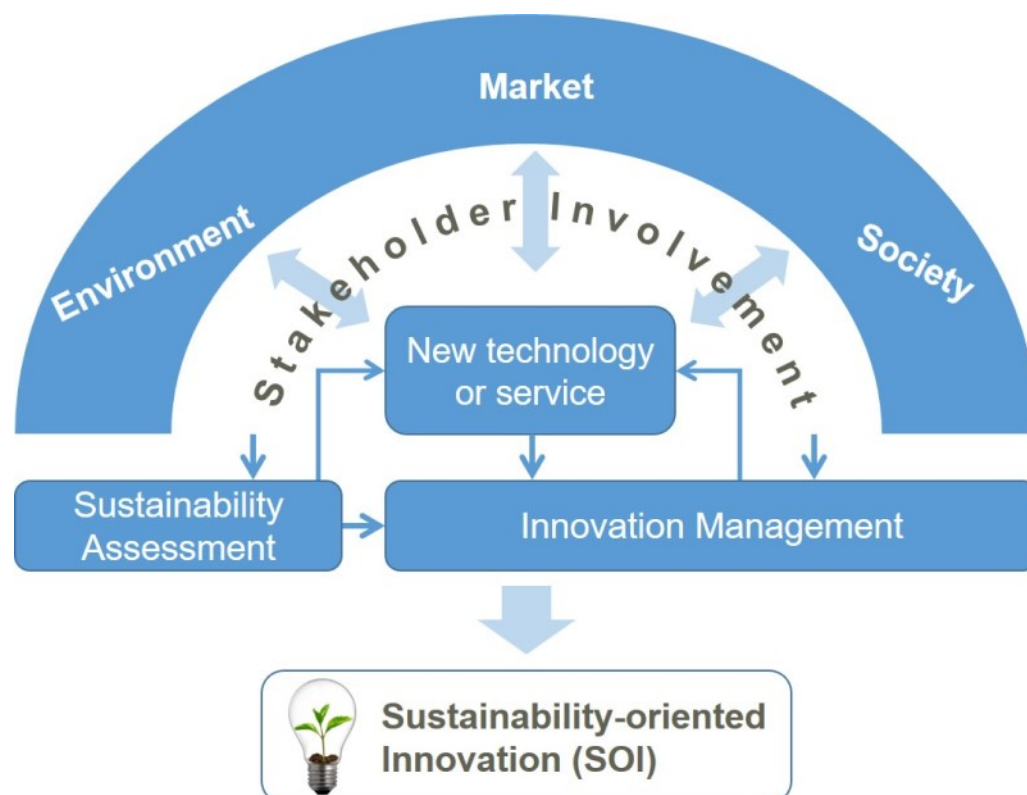 Market
Environment
Society
Stakeholder Involvement
New technology
or service
Sustainability
Assessment
Innovation Management
Sustainability-oriented
Innovation (SOI)